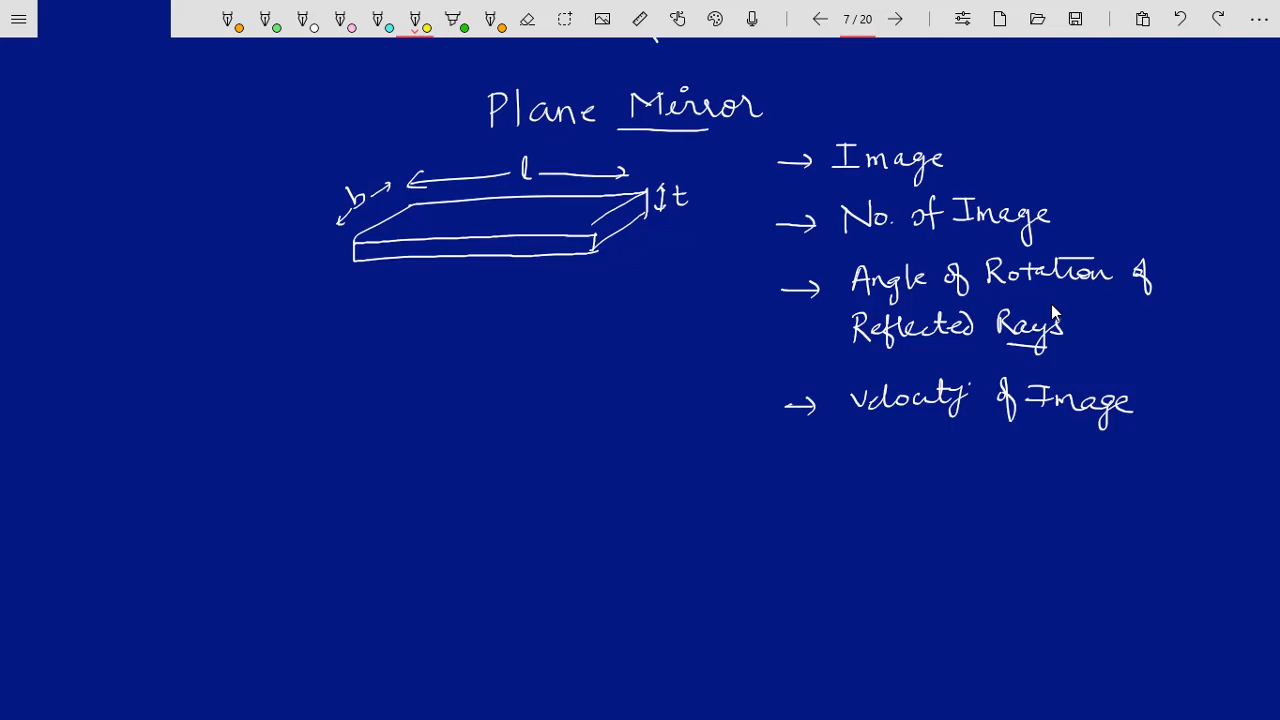 7 / 20
Plane Mirror
l
b
t
→ Image
→ No. of Image
→ Angle of Rotation of
Reflected Rays
→ Velocity of Image